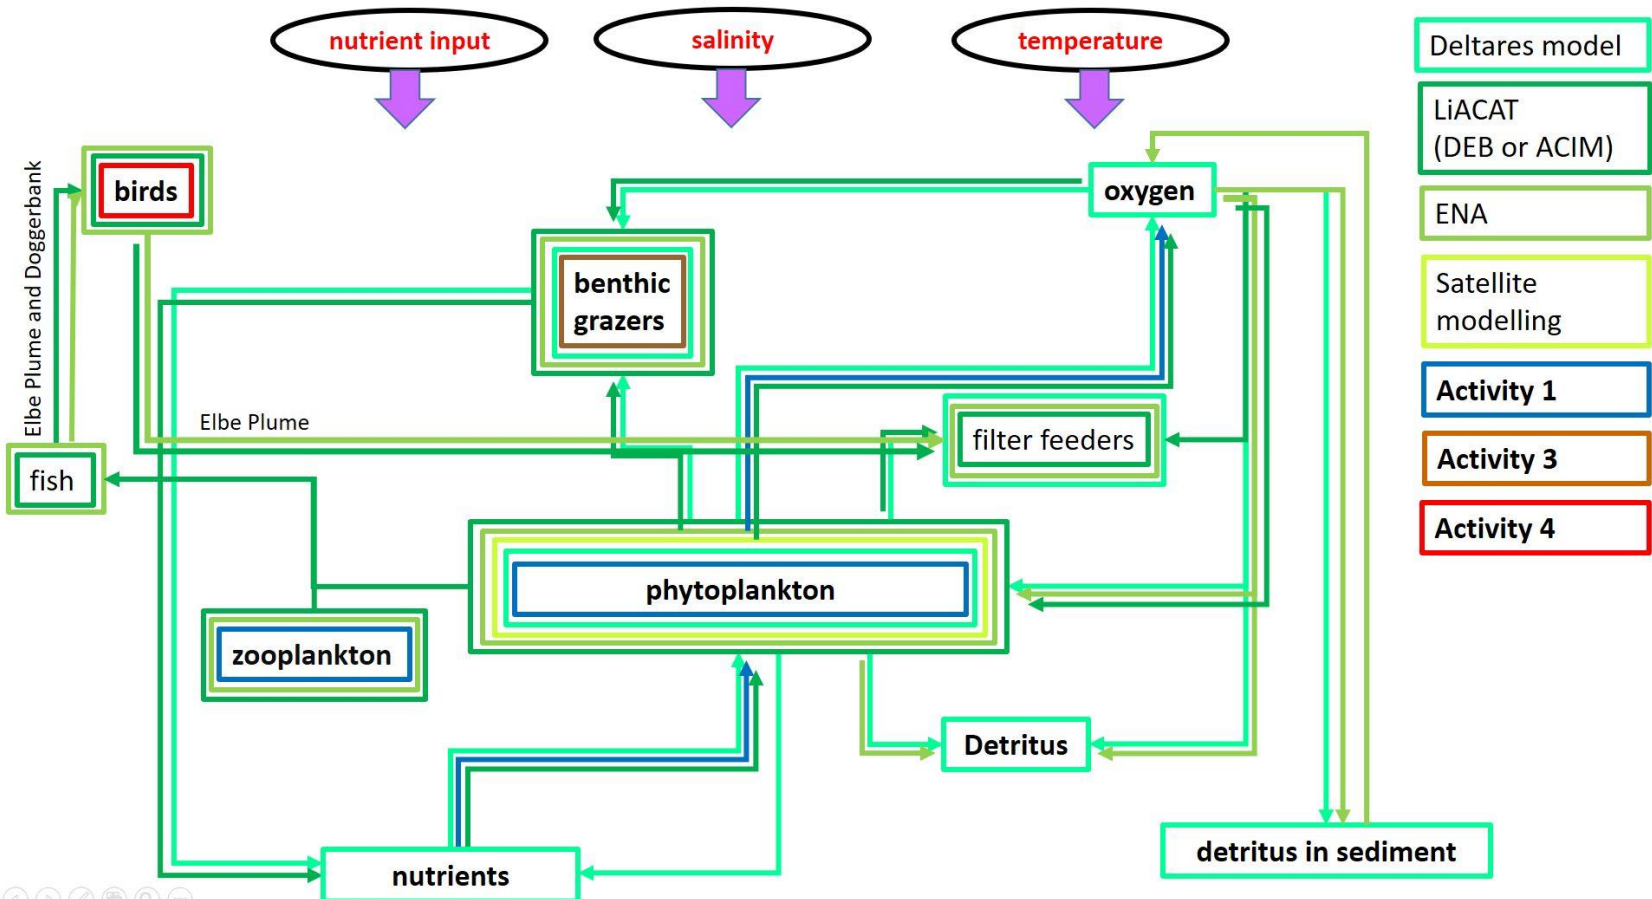 nutrient input
salinity
temperature
Deltares model
LiACAT
(DEB or ACIM)
ENA
Satellite
modelling
Activity 1
Activity 3
Activity 4
Elbe Plume and Doggerbank
birds
oxygen
benthic
grazers
Elbe Plume
filter feeders
fish
phytoplankton
zooplankton
Detritus
detritus in sediment
nutrients